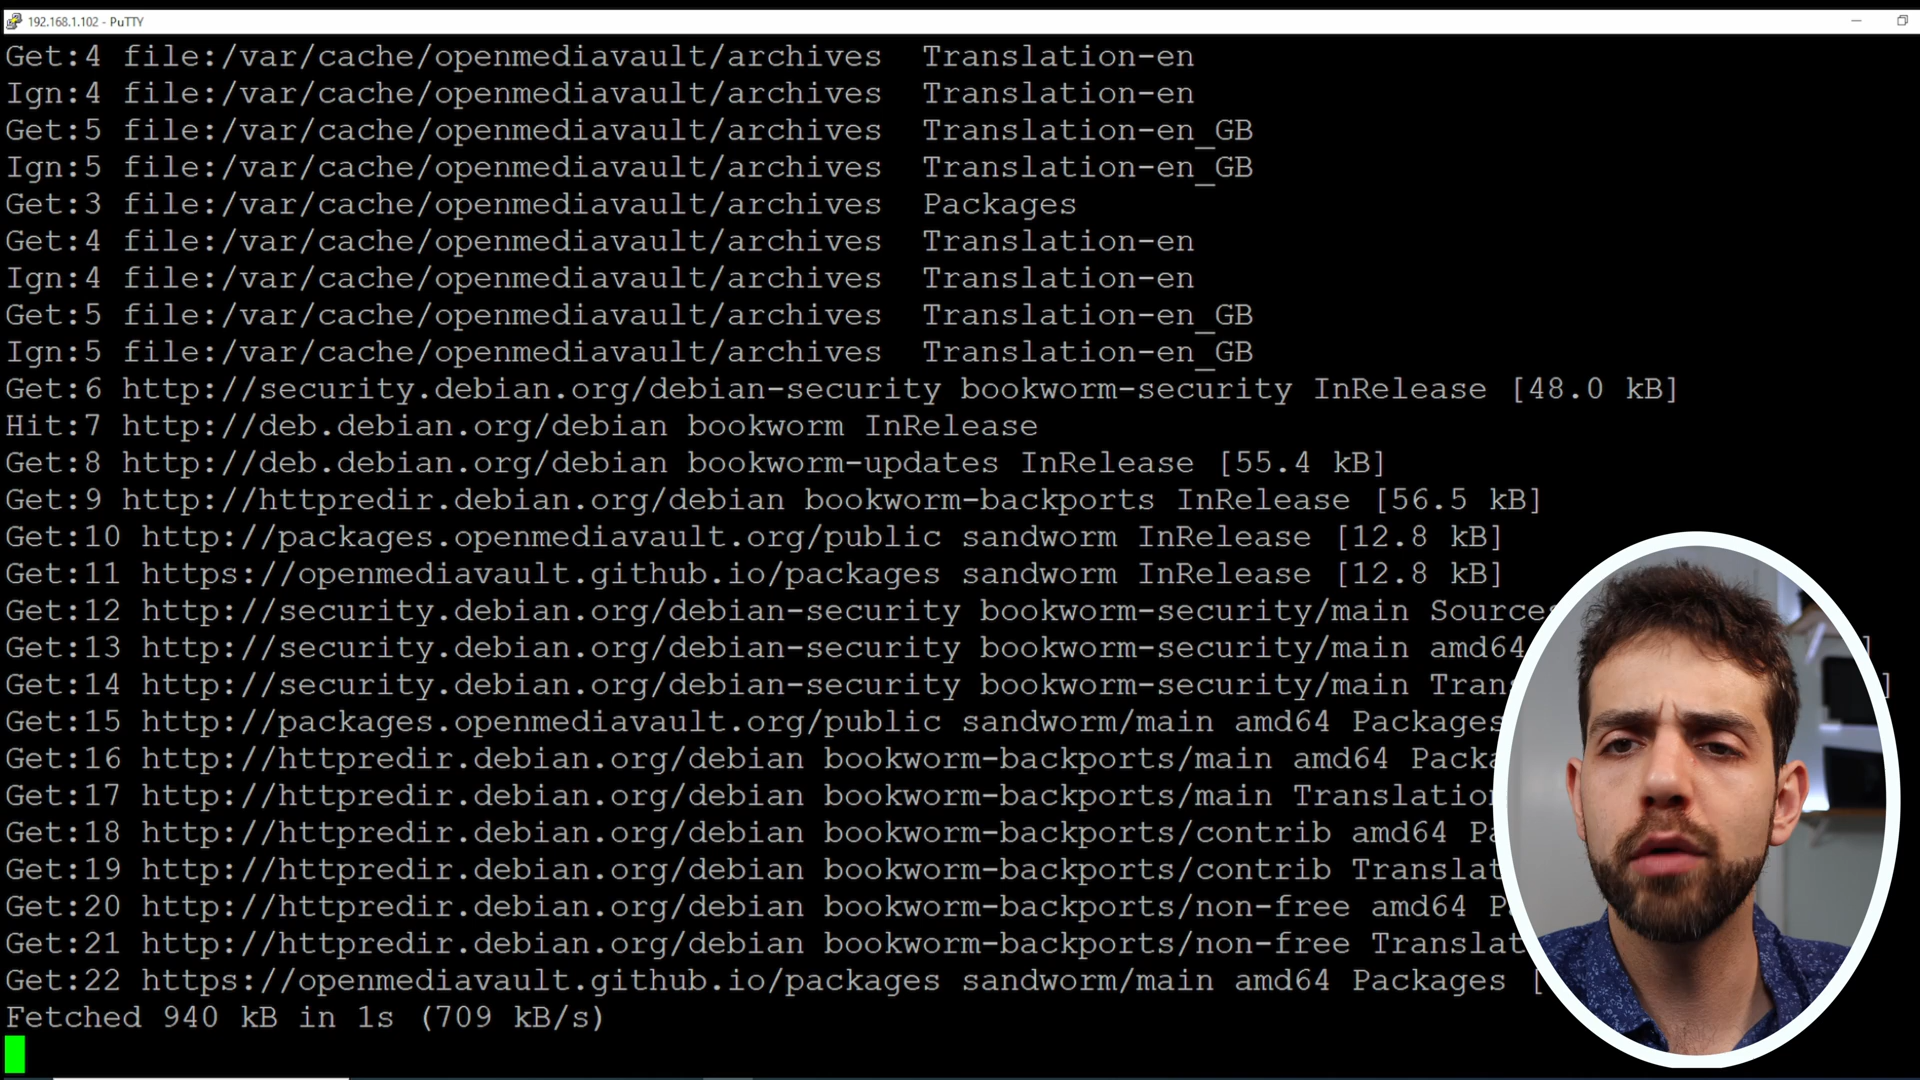 192.168.1.102 - PuTTY
Get:4 file:/var/cache/openmediavault/archives  Translation-en
Ign:4 file:/var/cache/openmediavault/archives  Translation-en
Get:5 file:/var/cache/openmediavault/archives  Translation-en_GB
Ign:5 file:/var/cache/openmediavault/archives  Translation-en_GB
Get:3 file:/var/cache/openmediavault/archives  Packages
Get:4 file:/var/cache/openmediavault/archives  Translation-en
Ign:4 file:/var/cache/openmediavault/archives  Translation-en
Get:5 file:/var/cache/openmediavault/archives  Translation-en_GB
Ign:5 file:/var/cache/openmediavault/archives  Translation-en_GB
Get:6 http://security.debian.org/debian-security bookworm-security InRelease [48.0 kB]
Hit:7 http://deb.debian.org/debian bookworm InRelease
Get:8 http://deb.debian.org/debian bookworm-updates InRelease [55.4 kB]
Get:9 http://httpredir.debian.org/debian bookworm-backports InRelease [56.5 kB]
Get:10 http://packages.openmediavault.org/public sandworm InRelease [12.8 kB]
Get:11 https://openmediavault.github.io/packages sandworm InRelease [12.8 kB]
Get:12 http://security.debian.org/debian-security bookworm-security/main Sources
Get:13 http://security.debian.org/debian-security bookworm-security/main amd64 ]
Get:14 http://security.debian.org/debian-security bookworm-security/main Trans ]
Get:15 http://packages.openmediavault.org/public sandworm/main amd64 Packages
Get:16 http://httpredir.debian.org/debian bookworm-backports/main amd64 Packa
Get:17 http://httpredir.debian.org/debian bookworm-backports/main Translation
Get:18 http://httpredir.debian.org/debian bookworm-backports/contrib amd64 Pa
Get:19 http://httpredir.debian.org/debian bookworm-backports/contrib Translat
Get:20 http://httpredir.debian.org/debian bookworm-backports/non-free amd64 P
Get:21 http://httpredir.debian.org/debian bookworm-backports/non-free Translat
Get:22 https://openmediavault.github.io/packages sandworm/main amd64 Packages [
Fetched 940 kB in 1s (709 kB/s)